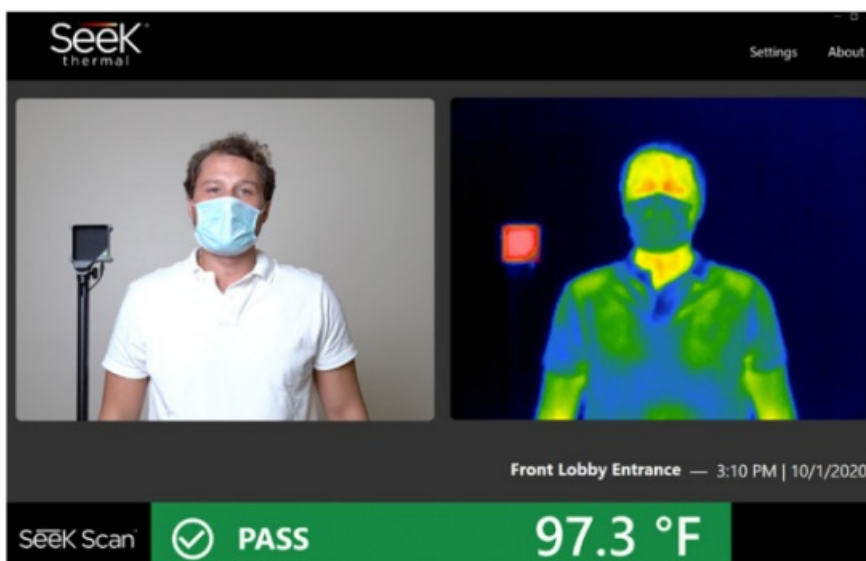 SeeK
thermal
Settings About
Front Lobby Entrance — 3:10 PM | 10/1/2020
SeeK Scan PASS 97.3 °F